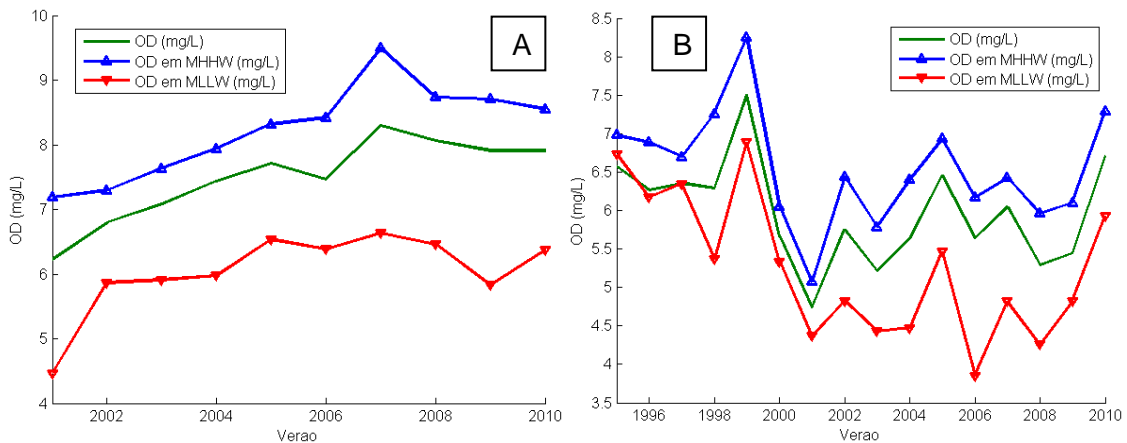 A
OD (mg/L)
OD em MHHW (mg/L)
OD em MLLW (mg/L)
10
9
8
7
6
5
4
OD (mg/L)
2002 2004 2006 2008 2010
Verao
B
OD (mg/L)
OD em MHHW (mg/L)
OD em MLLW (mg/L)
8.5
8
7.5
7
6.5
6
5.5
5
4.5
4
3.5
OD (mg/L)
1996 1998 2000 2002 2004 2006 2008 2010
Verao